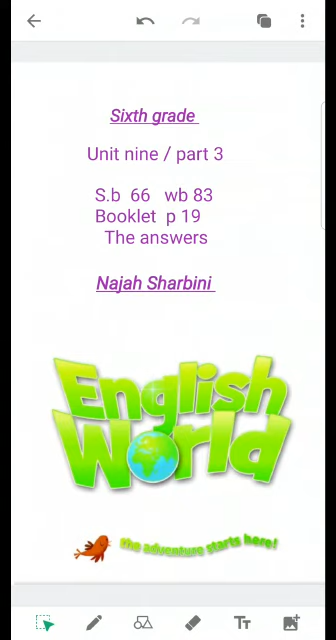 Sixth grade
Unit nine / part 3
S.b 66 wb 83
Booklet p 19
The answers
Najah Sharbini
English
World
the adventure starts here!
TT